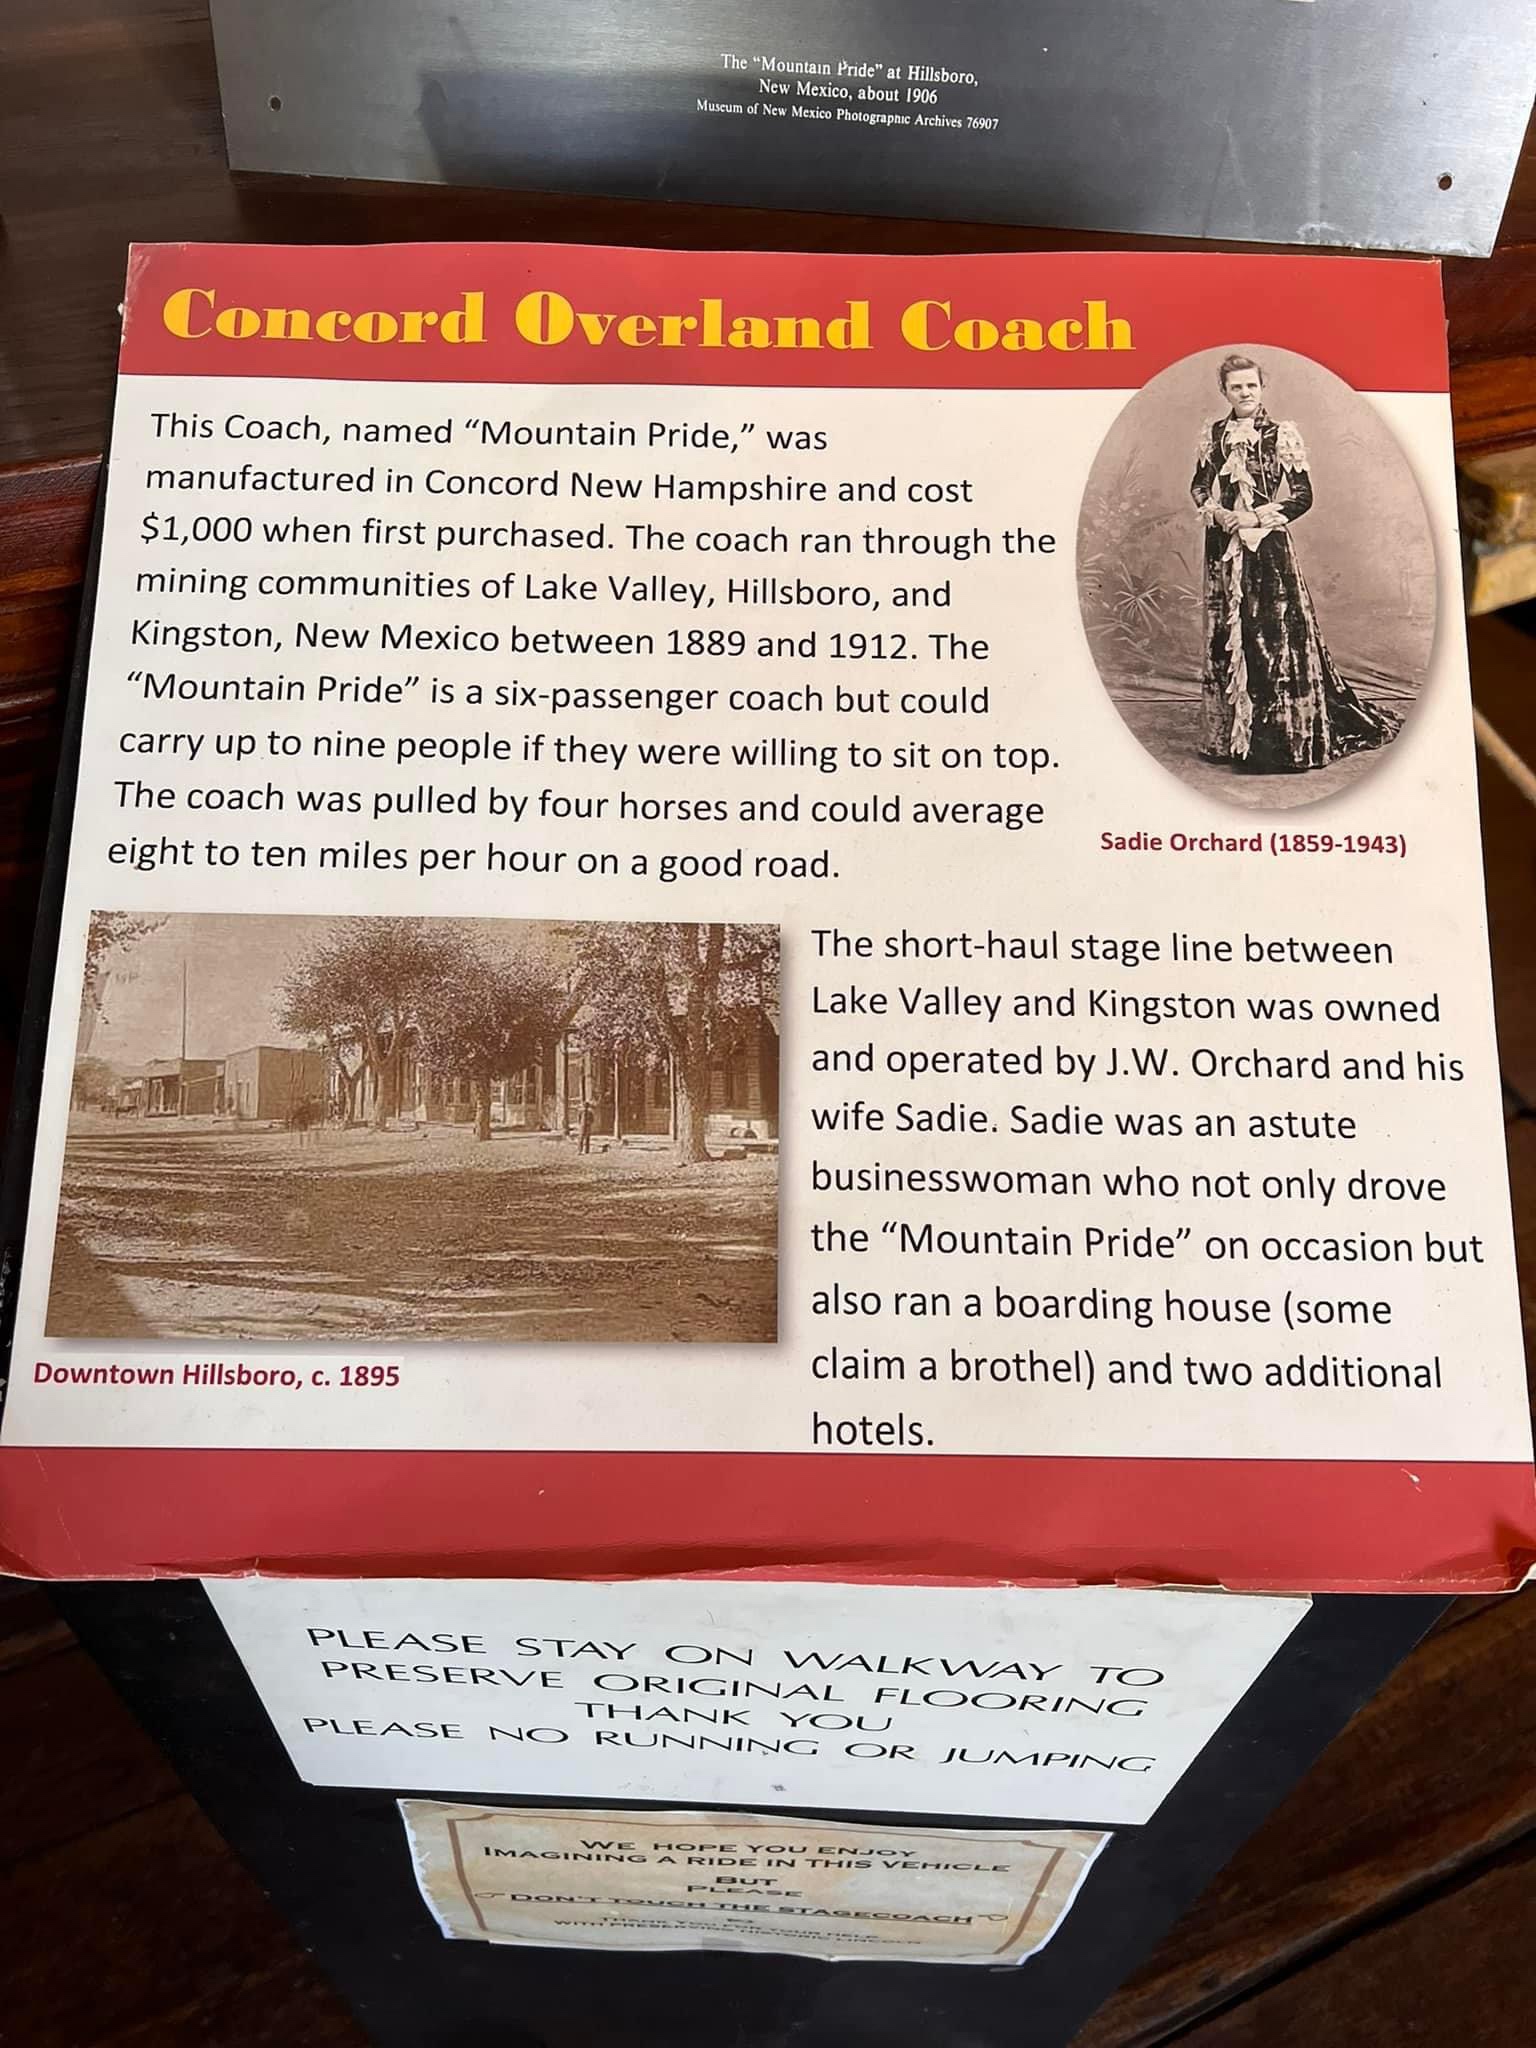 The “Mountain Pride” at Hillsboro,
New Mexico, about 1906
Museum of New Mexico Photographic Archives 76907
Concord Overland Coach
This Coach, named “Mountain Pride,” was
manufactured in Concord New Hampshire and cost
$1,000 when first purchased. The coach ran through the
mining communities of Lake Valley, Hillsboro, and
Kingston, New Mexico between 1889 and 1912. The
“Mountain Pride” is a six-passenger coach but could
carry up to nine people if they were willing to sit on top.
The coach was pulled by four horses and could average
eight to ten miles per hour on a good road.
Sadie Orchard (1859-1943)
The short-haul stage line between
Lake Valley and Kingston was owned
and operated by J.W. Orchard and his
wife Sadie. Sadie was an astute
businesswoman who not only drove
the “Mountain Pride” on occasion but
also ran a boarding house (some
claim a brothel) and two additional
hotels.
Downtown Hillsboro, c. 1895
PLEASE STAY ON WALKWAY TO
PRESERVE ORIGINAL FLOORING
THANK YOU
PLEASE NO RUNNING OR JUMPING
WE HOPE YOU ENJOY
IMAGINING A RIDE IN THIS VEHICLE
BUT
PLEASE
DON'T TOUCH THE STAGECOACH
THANK YOU FOR YOUR HELP
WITH PRESERVING HISTORIC LINCOLN